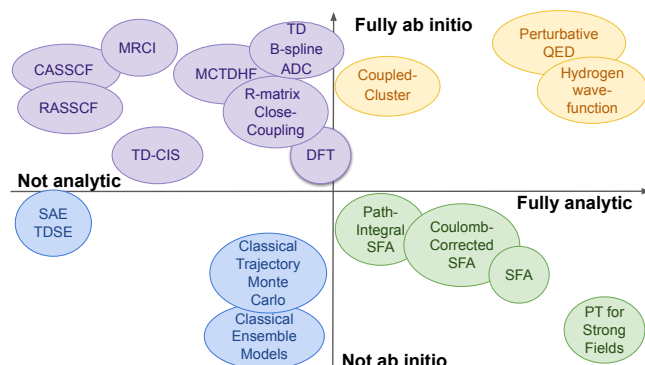 Fully ab initio
MRCI
CASSCF
RASSCF
TD-CIS
MCTDHF
TD
B-spline
ADC
R-matrix
Close-
Coupling
DFT
Coupled-
Cluster
Perturbative
QED
Hydrogen
wave-
function
Not analytic
Fully analytic
SAE
TDSE
Classical
Trajectory
Monte
Carlo
Classical
Ensemble
Models
Path-
Integral
SFA
Coulomb-
Corrected
SFA
SFA
PT for
Strong
Fields
Not ab initio